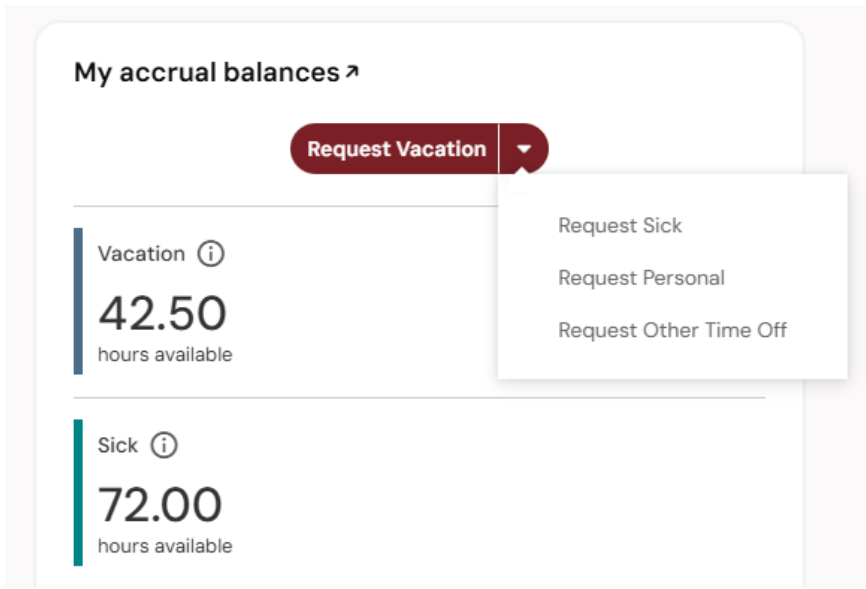 My accrual balances
Request Vacation
Request Sick
Request Personal
Request Other Time Off
Vacation
42.50
hours available
Sick
72.00
hours available